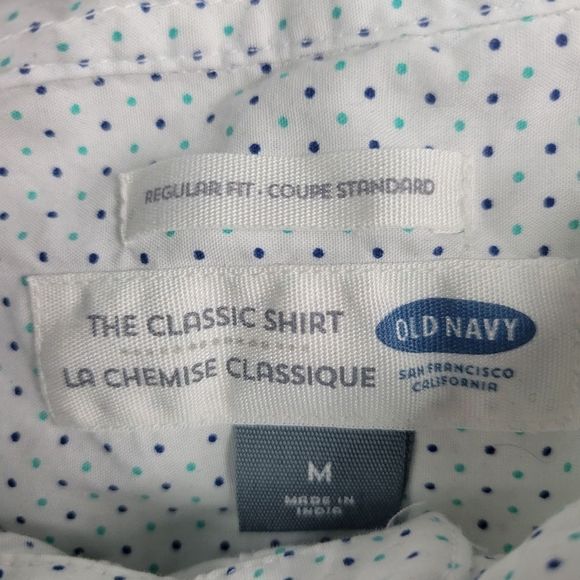 REGULAR FIT · COUPE STANDARD
THE CLASSIC SHIRT
LA CHEMISE CLASSIQUE
OLD NAVY
SAN FRANCISCO
CALIFORNIA
M
MADE IN
INDIA